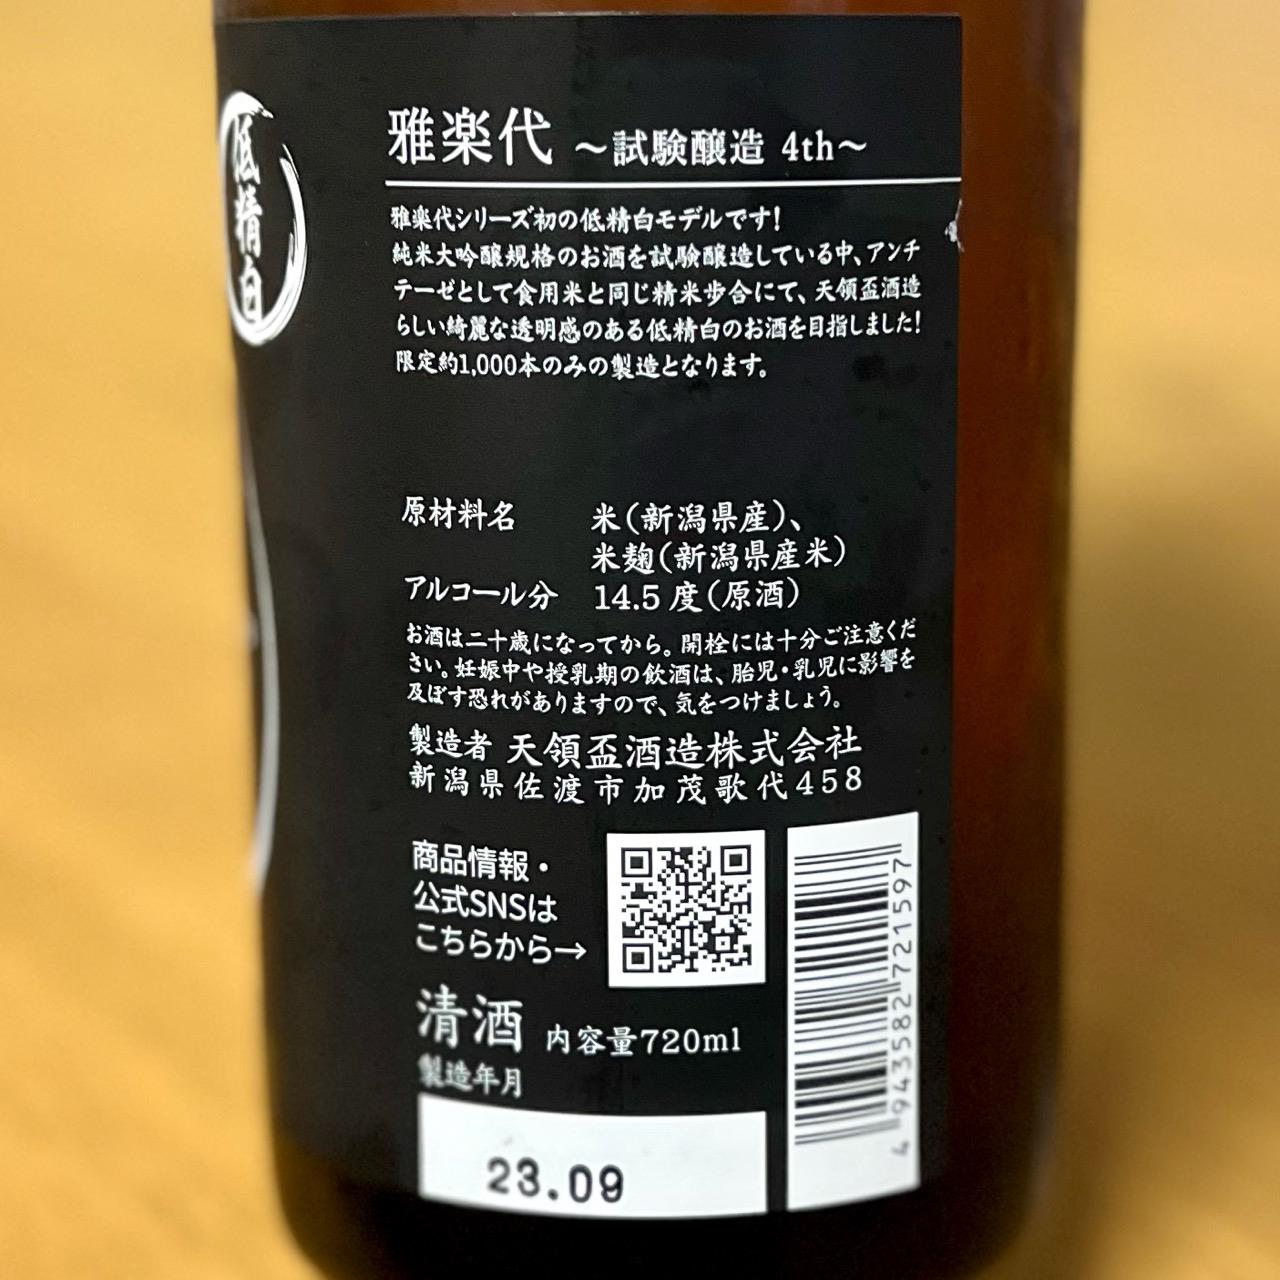 低精白
雅楽代 〜試験醸造 4th〜
雅楽代シリーズ初の低精白モデルです!
純米大吟醸規格のお酒を試験醸造している中、アンチ
テーゼとして食用米と同じ精米歩合にて、天領盃酒造
らしい綺麗な透明感のある低精白のお酒を目指しました!
限定約1,000本のみの製造となります。
原材料名 米(新潟県産)、
米麹(新潟県産米)
アルコール分 14.5度(原酒)
お酒は二十歳になってから。開栓には十分ご注意くだ
さい。妊娠中や授乳期の飲酒は、胎児・乳児に影響を
及ぼす恐れがありますので、気をつけましょう。
製造者 天領盃酒造株式会社
新潟県佐渡市加茂歌代458
商品情報・
公式SNSは
こちらから→
清酒 内容量720ml
製造年月
23.09
4943582721597